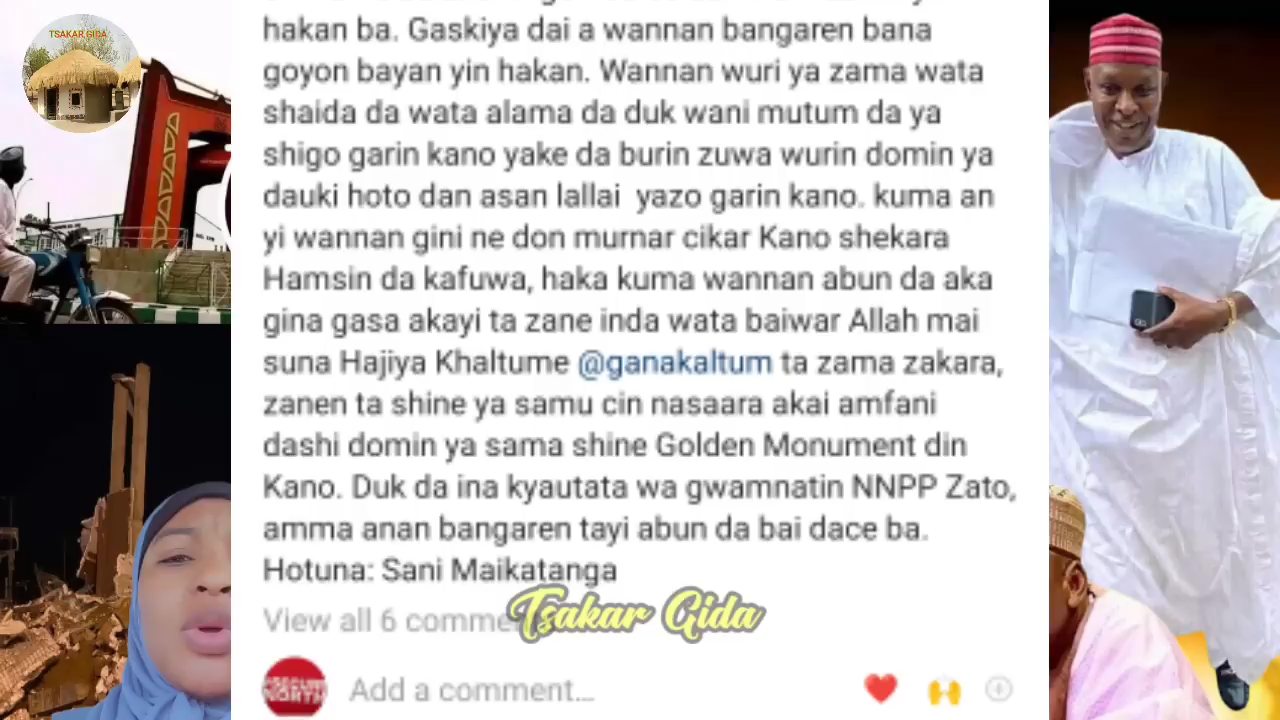 TSAKAR GIDA
hakan ba. Gaskiya dai a wannan bangaren bana
goyon bayan yin hakan. Wannan wuri ya zama wata
shaida da wata alama da duk wani mutum da ya
shigo garin kano yake da burin zuwa wurin domin ya
dauki hoto dan asan lallai yazo garin kano. kuma an
yi wannan gini ne don murnar cikar Kano shekara
Hamsin da kafuwa, haka kuma wannan abun da aka
gina gasa akayi ta zane inda wata baiwar Allah mai
suna Hajiya Khaltume @ganakaltum ta zama zakara,
zanen ta shine ya samu cin nasaara akai amfani
dashi domin ya sama shine Golden Monument din
Kano. Duk da ina kyautata wa gwamnatin NNPP Zato,
amma anan bangaren tayi abun da bai dace ba.
Hotuna: Sani Maikatanga
View all 6
Tsakar Gida
NORTH
Add a comment...